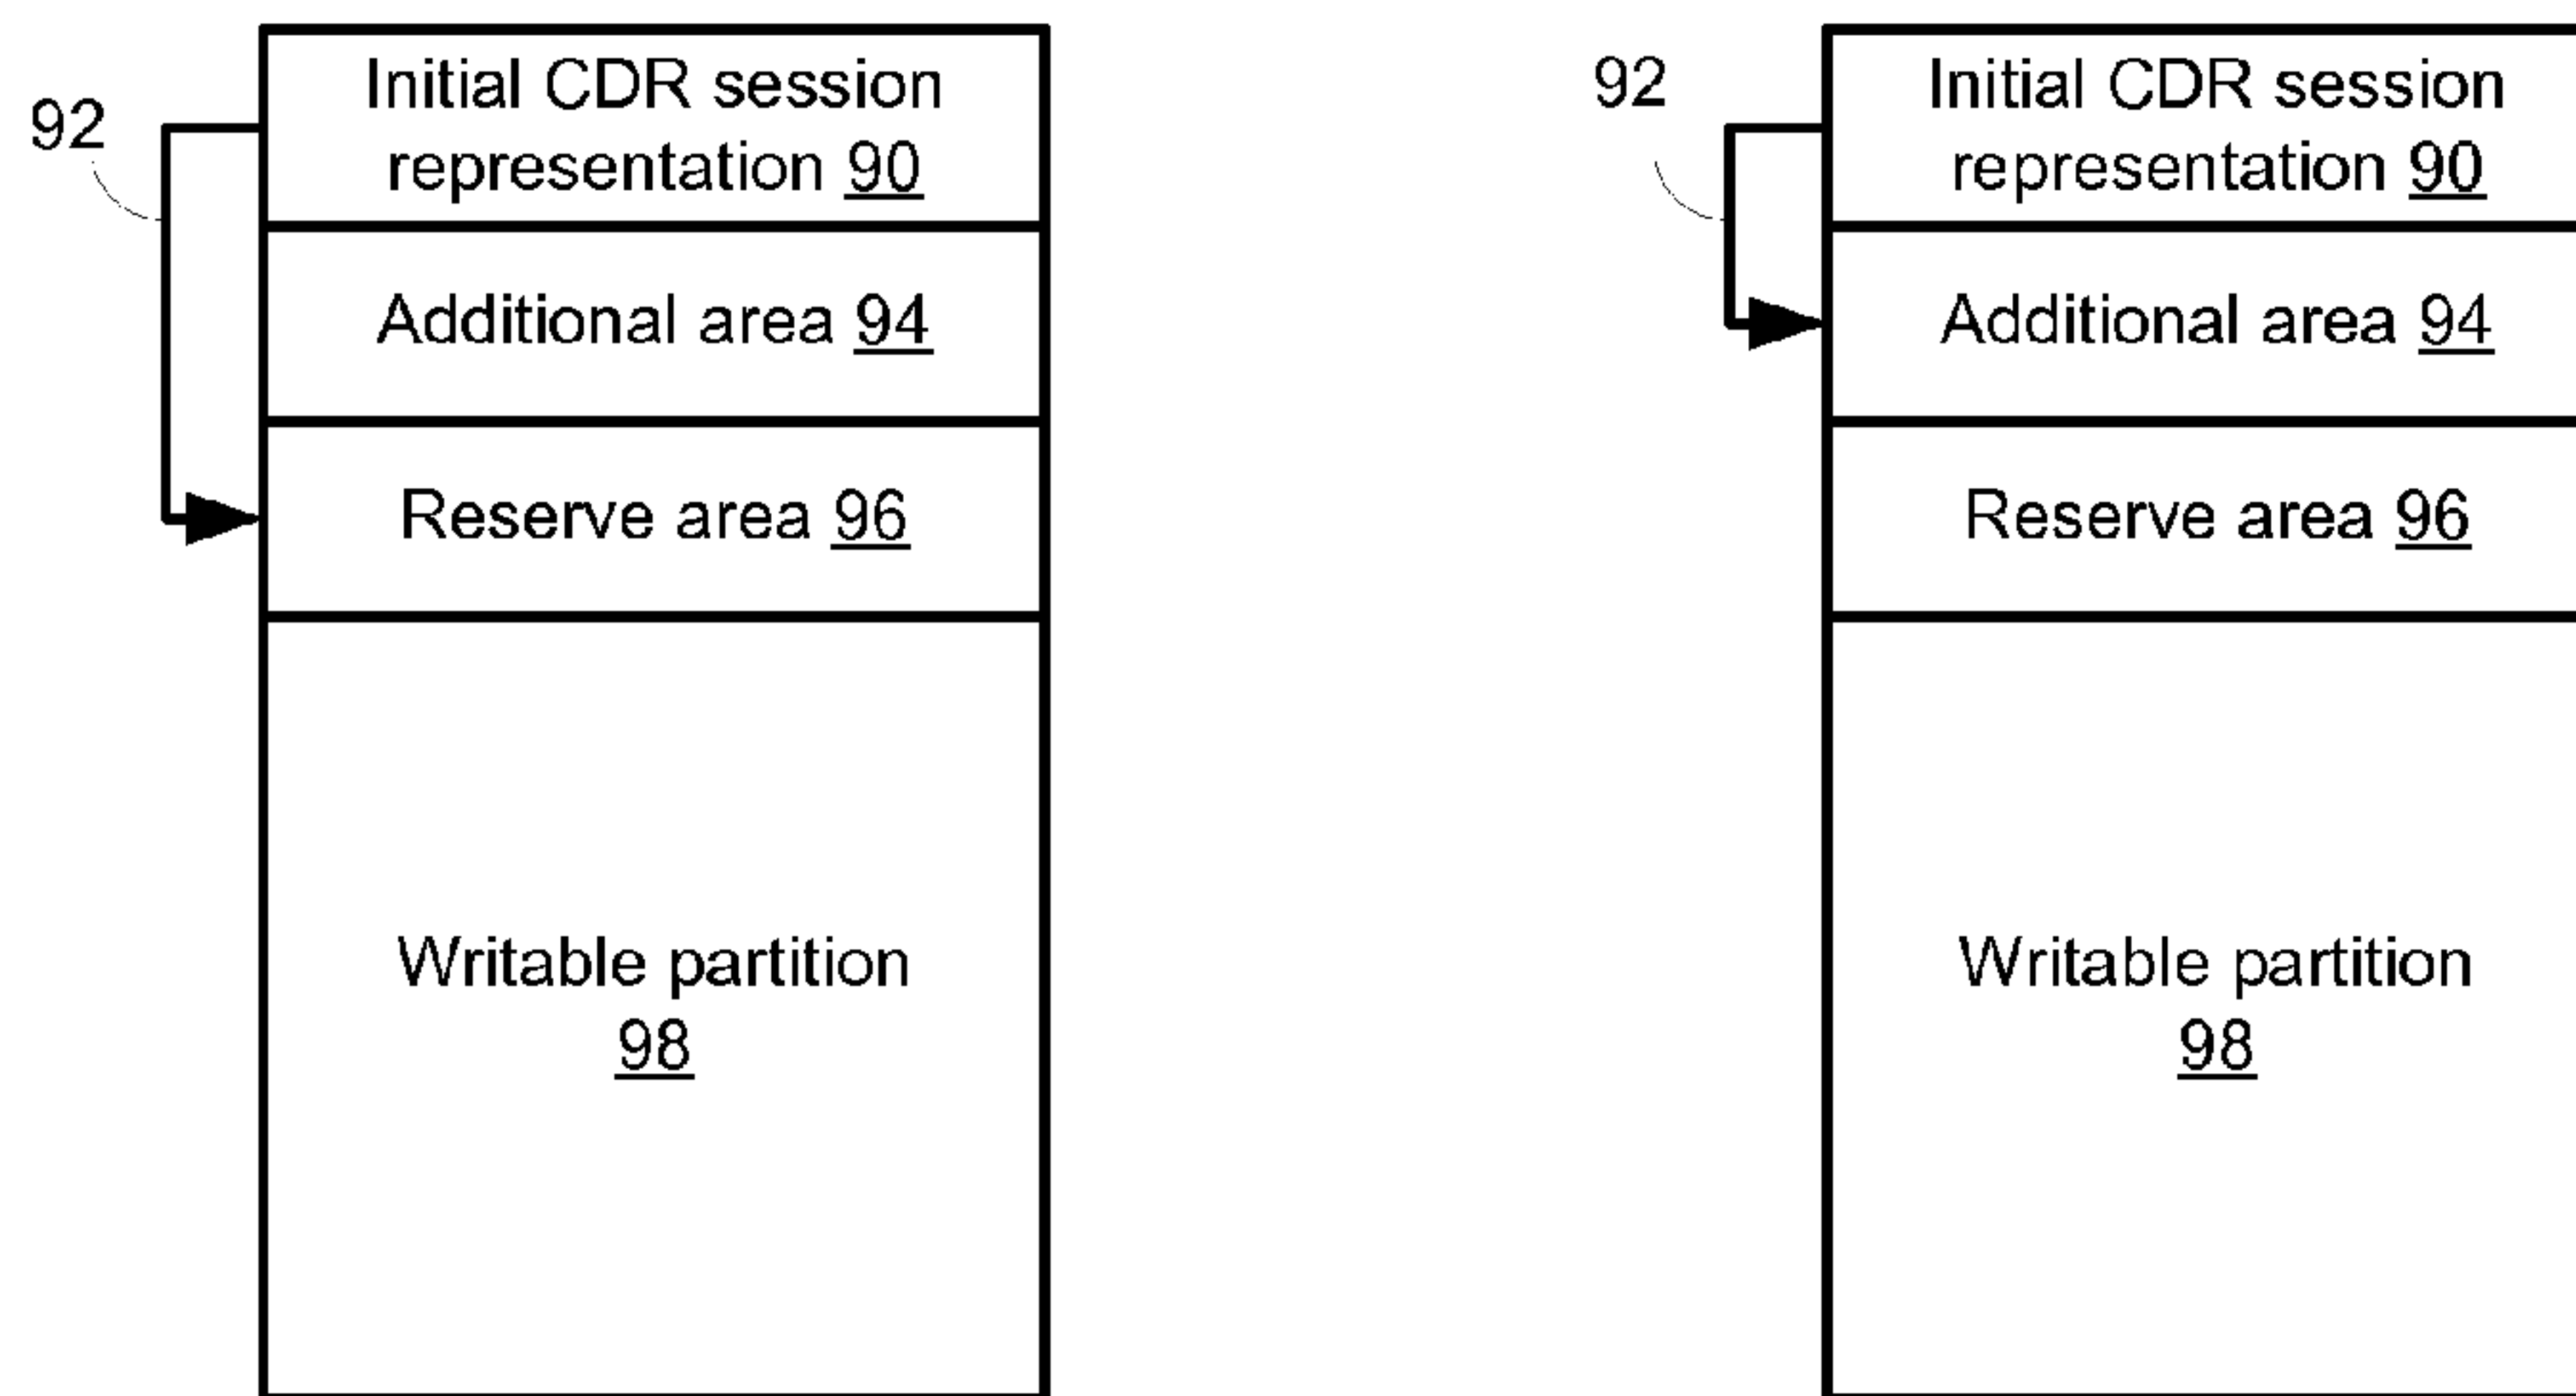 92
Initial CDR session
representation 90
Additional area 94
Reserve area 96
Writable partition
98
92
Initial CDR session
representation 90
Additional area 94
Reserve area 96
Writable partition
98